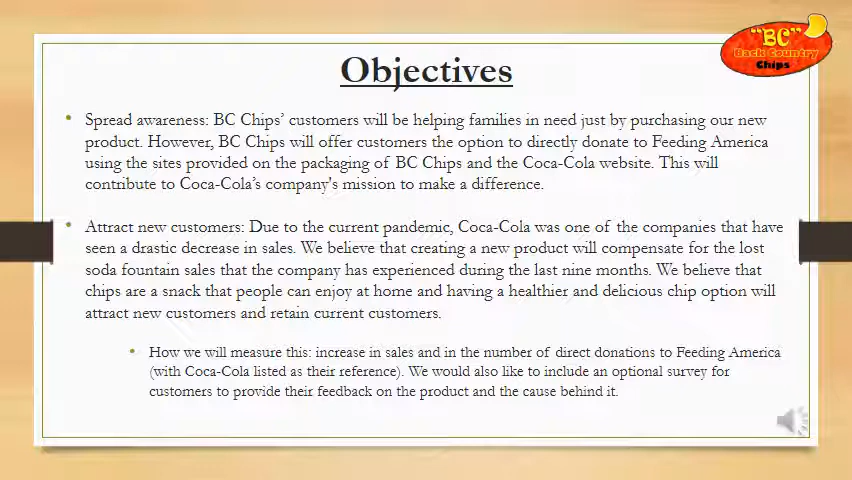 Objectives
"BC"
Back Country
Chips
• Spread awareness: BC Chips' customers will be helping families in need just by purchasing our new
product. However, BC Chips will offer customers the option to directly donate to Feeding America
using the sites provided on the packaging of BC Chips and the Coca-Cola website. This will
contribute to Coca-Cola's company's mission to make a difference.
• Attract new customers: Due to the current pandemic, Coca-Cola was one of the companies that have
seen a drastic decrease in sales. We believe that creating a new product will compensate for the lost
soda fountain sales that the company has experienced during the last nine months. We believe that
chips are a snack that people can enjoy at home and having a healthier and delicious chip option will
attract new customers and retain current customers.
• How we will measure this: increase in sales and in the number of direct donations to Feeding America
(with Coca-Cola listed as their reference). We would also like to include an optional survey for
customers to provide their feedback on the product and the cause behind it.